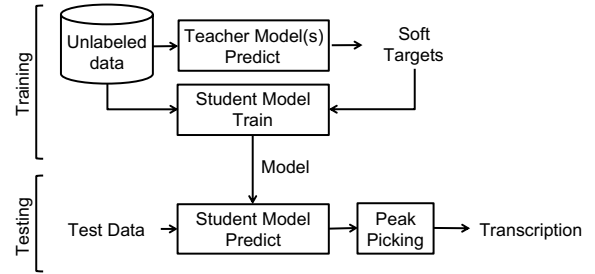 Training
Unlabeled
data
Teacher Model(s)
Predict
Soft
Targets
Student Model
Train
Model
Testing
Test Data
Student Model
Predict
Peak
Picking
Transcription